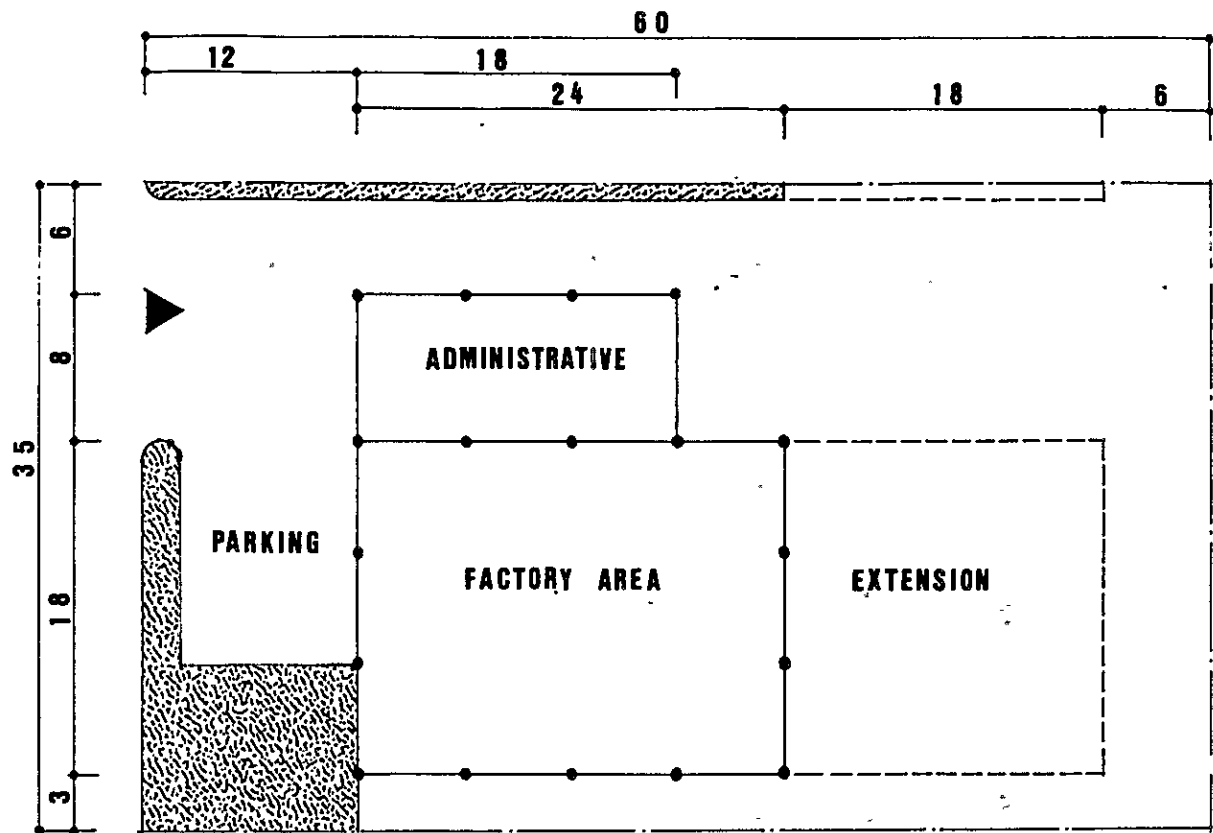 60
12
18
24
18
6
6
8
35
18
3
ADMINISTRATIVE
PARKING
FACTORY AREA
EXTENSION